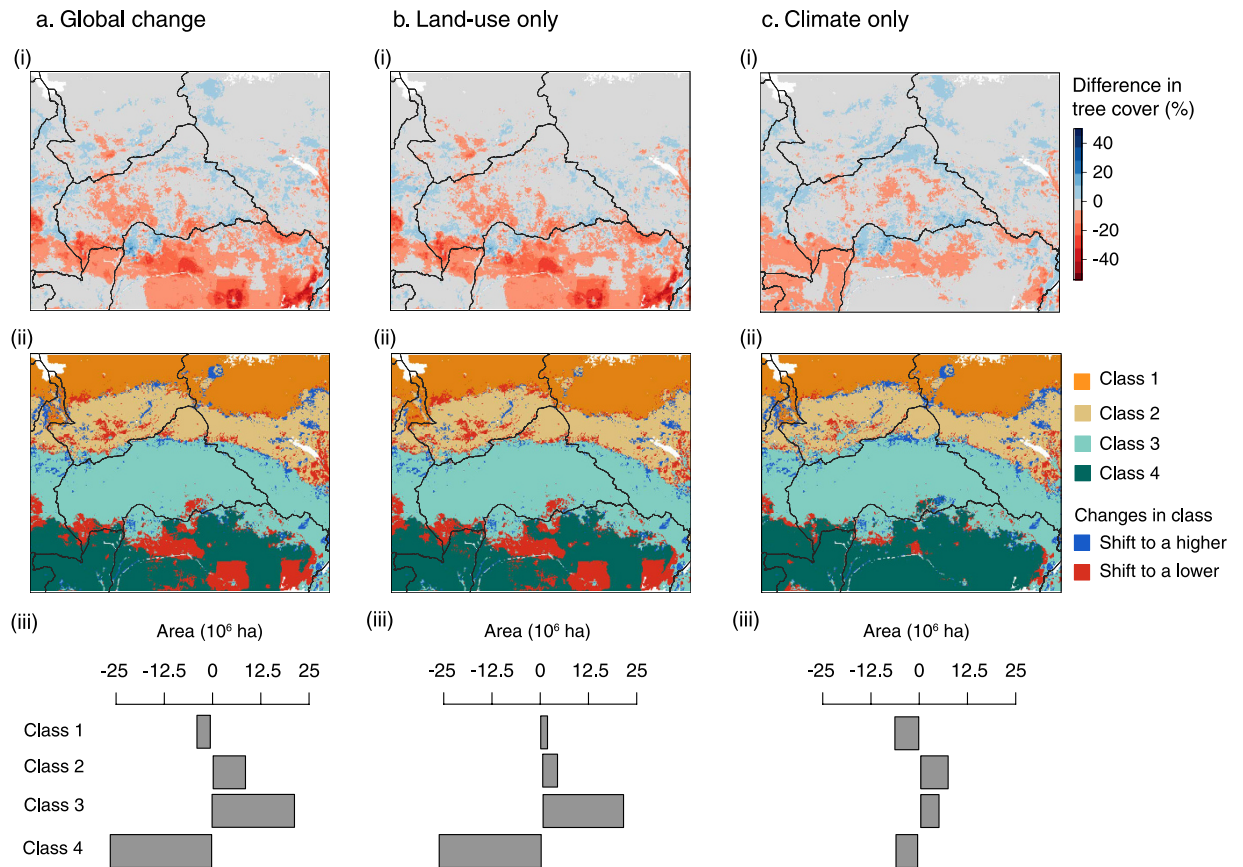 a. Global change
b. Land-use only
c. Climate only
(i)
(i)
(i)
Difference in
tree cover (%)
40
20
0
-20
-40
(ii)
(ii)
(ii)
Class 1
Class 2
Class 3
Class 4
Changes in class
Shift to a higher
Shift to a lower
(iii)
(iii)
(iii)
Area (10⁶ ha)
Area (10⁶ ha)
Area (10⁶ ha)
-25 -12.5 0 12.5 25
-25 -12.5 0 12.5 25
-25 -12.5 0 12.5 25
Class 1
Class 2
Class 3
Class 4